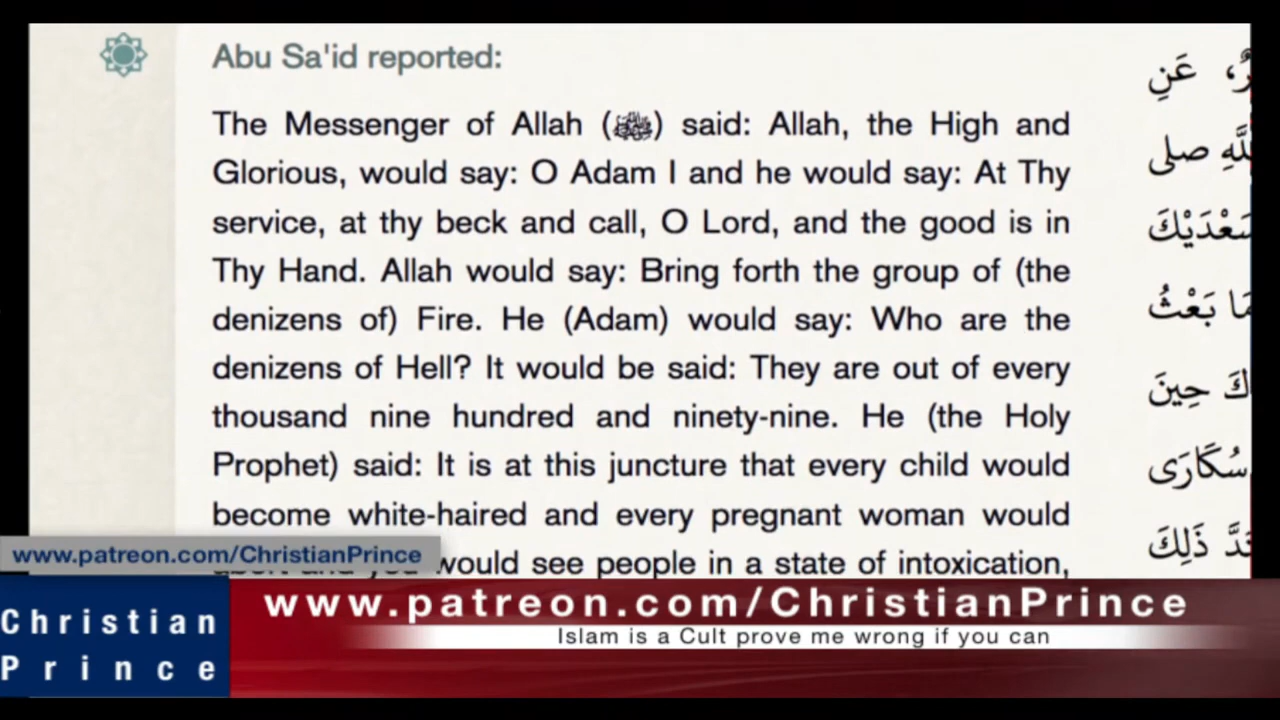 Abu Sa'id reported:
The Messenger of Allah (ﷺ) said: Allah, the High and
Glorious, would say: O Adam I and he would say: At Thy
service, at thy beck and call, O Lord, and the good is in
Thy Hand. Allah would say: Bring forth the group of (the
denizens of) Fire. He (Adam) would say: Who are the
denizens of Hell? It would be said: They are out of every
thousand nine hundred and ninety-nine. He (the Holy
Prophet) said: It is at this juncture that every child would
become white-haired and every pregnant woman would
would see people in a state of intoxication,
عَنِ
اللَّهِ صلى
سَعْدَيْكَ
بَعْثُ
حِينَ
سُكَارَى
ذَلِكَ
www.patreon.com/ChristianPrince
Christian
Prince
www.patreon.com/ChristianPrince
Islam is a Cult prove me wrong if you can